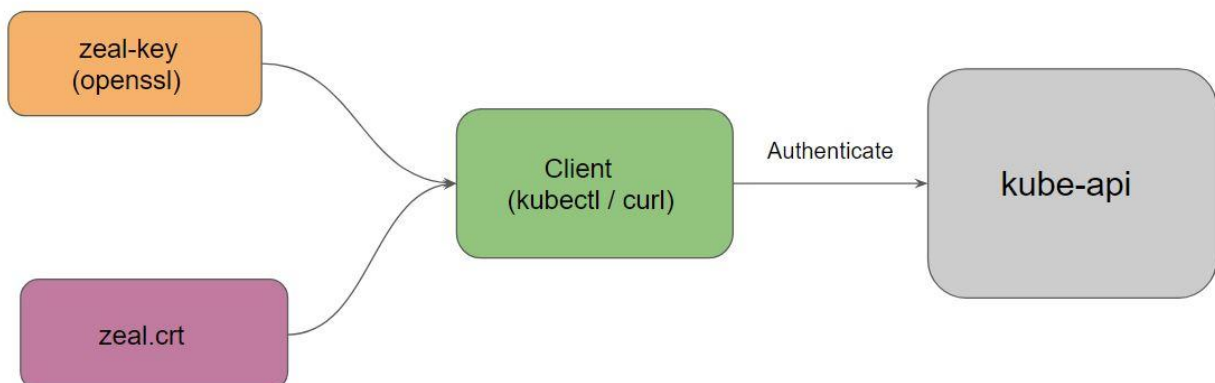 zeal-key
(openssl)
Client
(kubectl / curl)
Authenticate
kube-api
zeal.crt